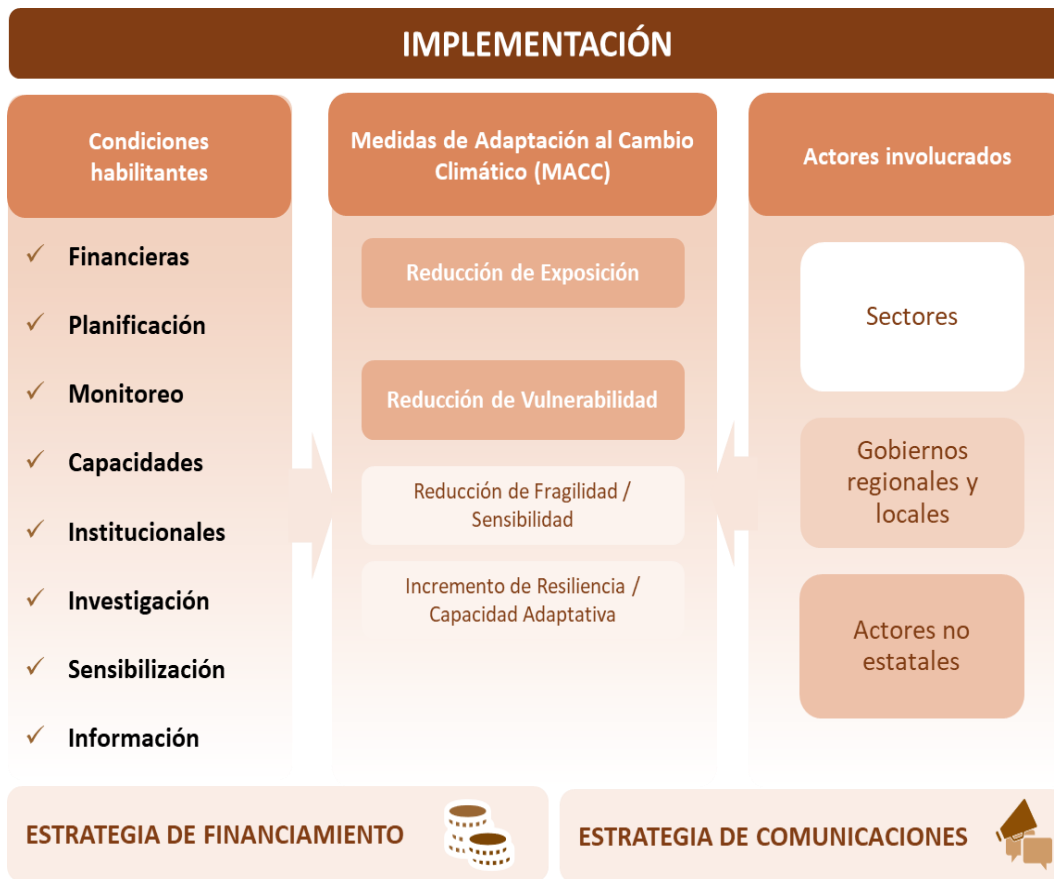 IMPLEMENTACIÓN
Condiciones
habilitantes
Financieras
Planificación
Monitoreo
Capacidades
Institucionales
Investigación
Sensibilización
Información
Medidas de Adaptación al Cambio
Climático (MACC)
Reducción de Exposición
Reducción de Vulnerabilidad
Reducción de Fragilidad /
Sensibilidad
Incremento de Resiliencia /
Capacidad Adaptativa
Actores involucrados
Sectores
Gobiernos
regionales y
locales
Actores no
estatales
ESTRATEGIA DE FINANCIAMIENTO
ESTRATEGIA DE COMUNICACIONES